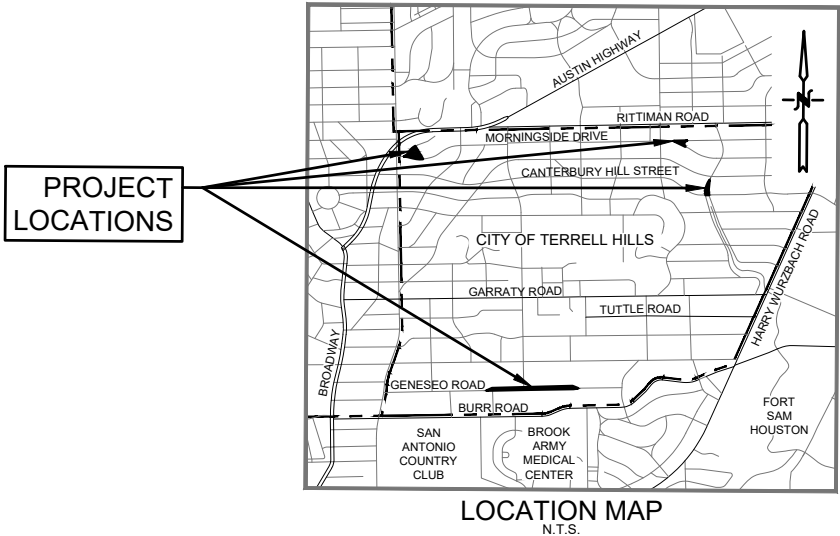 AUSTIN HIGHWAY
N
RITTIMAN ROAD
MORNINGSIDE DRIVE
PROJECT
LOCATIONS
CANTERBURY HILL STREET
CITY OF TERRELL HILLS
HARRY WURZBACH ROAD
GARRATY ROAD
TUTTLE ROAD
BROADWAY
GENESEO ROAD
BURR ROAD
FORT
SAM
HOUSTON
SAN
ANTONIO
COUNTRY
CLUB
BROOK
ARMY
MEDICAL
CENTER
LOCATION MAP
N.T.S.